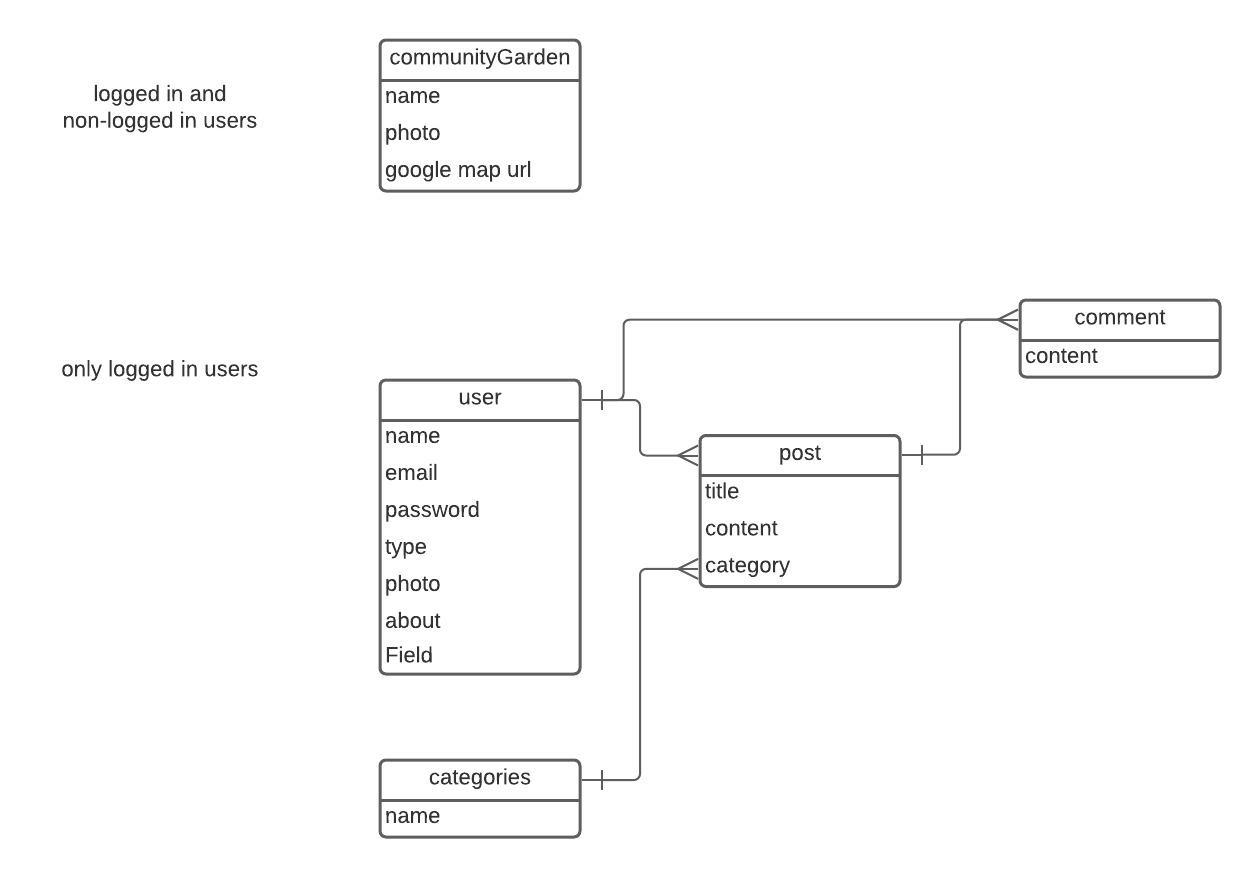 communityGarden
logged in and
non-logged in users
name
photo
google map url
only logged in users
user
name
email
password
type
photo
about
Field
post
title
content
category
comment
content
categories
name